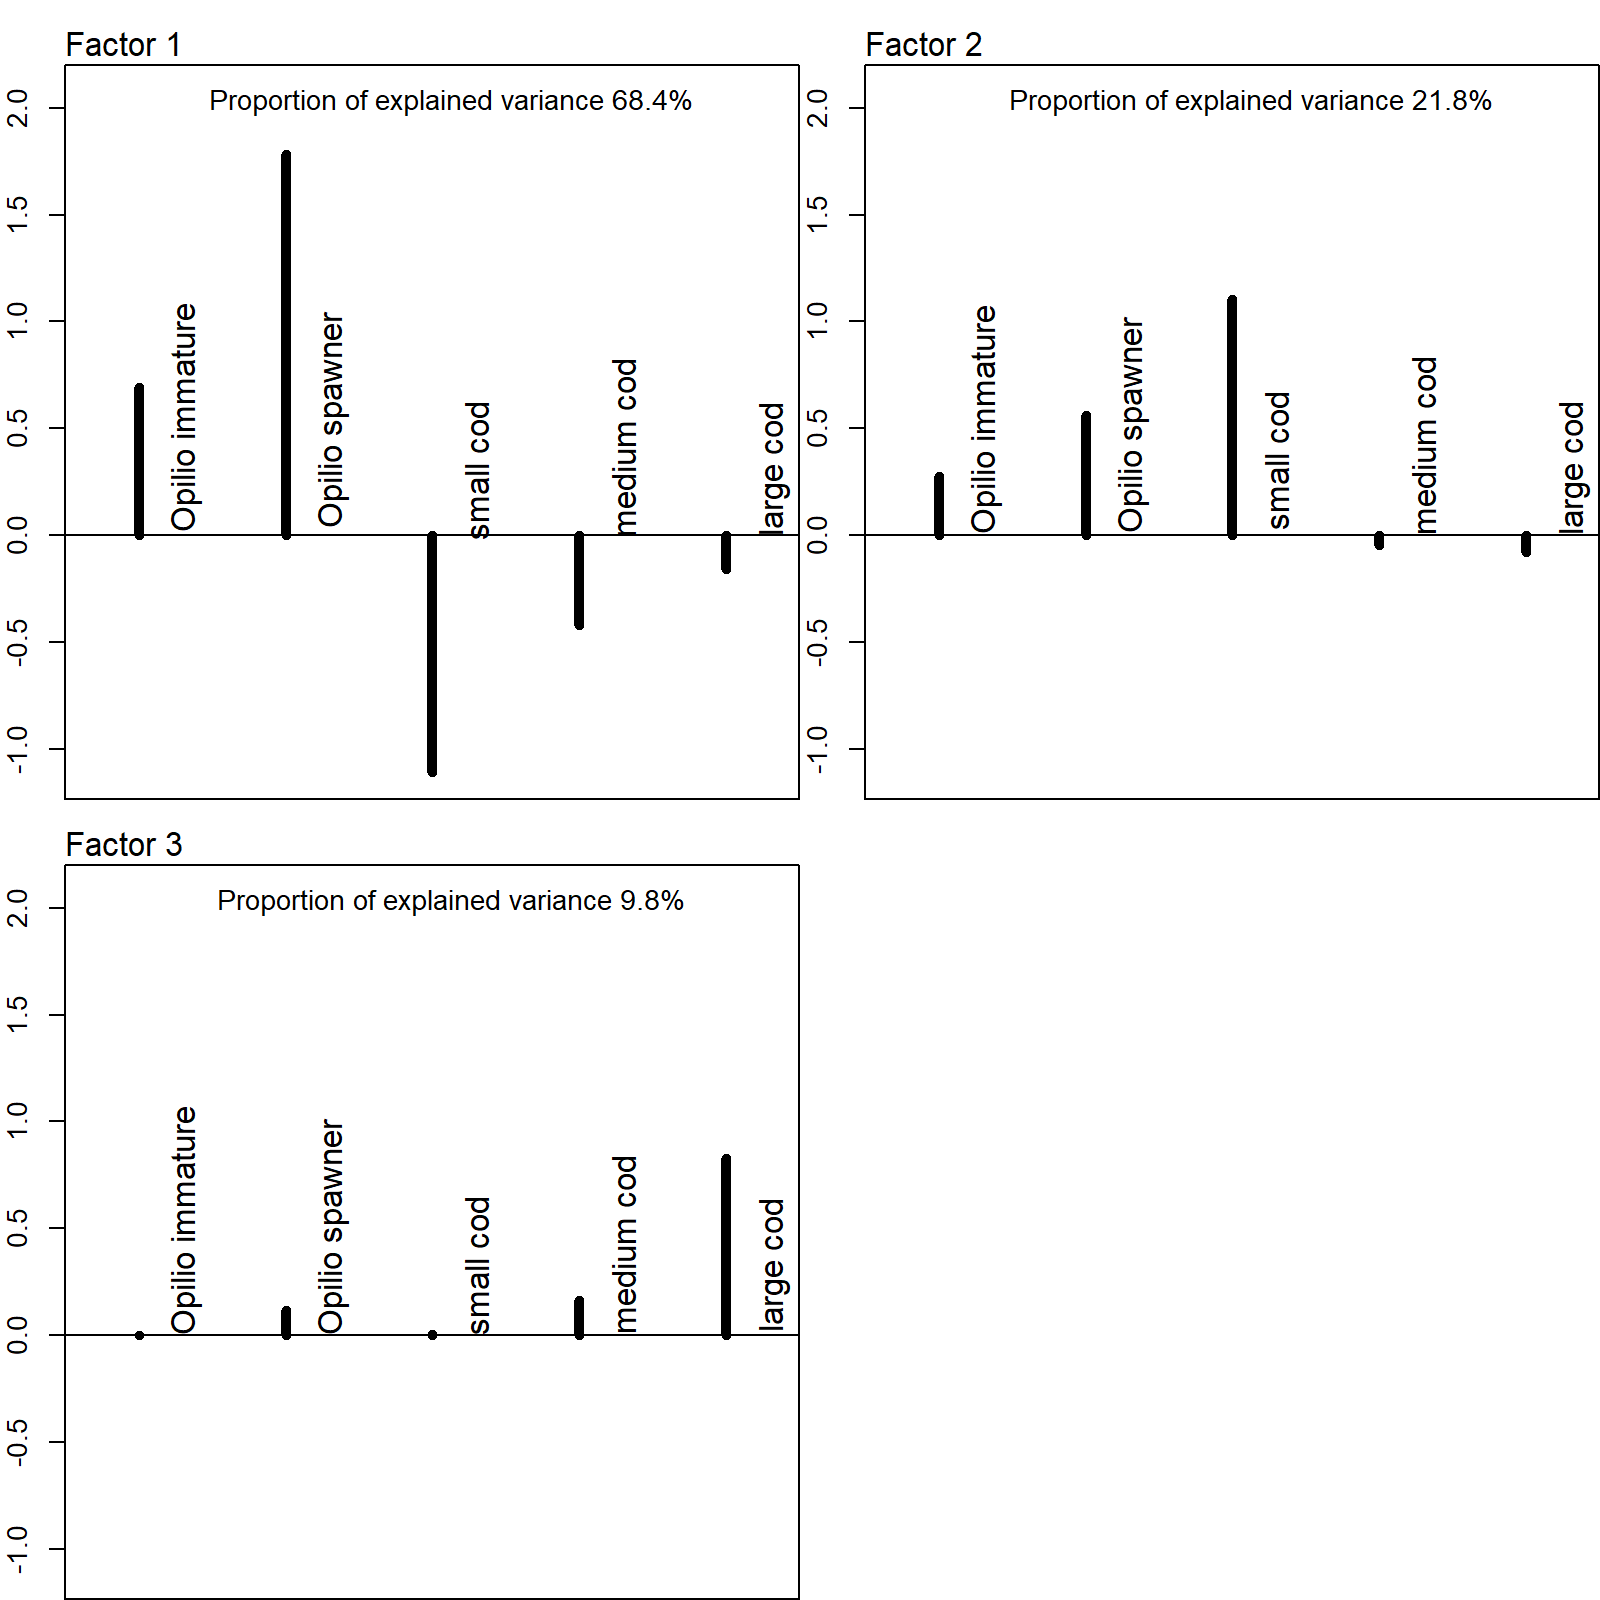 Factor 1
Proportion of explained variance 68.4%
2.0
1.5
1.0
0.5
0.0
-0.5
-1.0
Opilio immature
Opilio spawner
small cod
medium cod
large cod
Factor 2
Proportion of explained variance 21.8%
2.0
1.5
1.0
0.5
0.0
-0.5
-1.0
Opilio immature
Opilio spawner
small cod
medium cod
large cod
Factor 3
Proportion of explained variance 9.8%
2.0
1.5
1.0
0.5
0.0
-0.5
-1.0
Opilio immature
Opilio spawner
small cod
medium cod
large cod